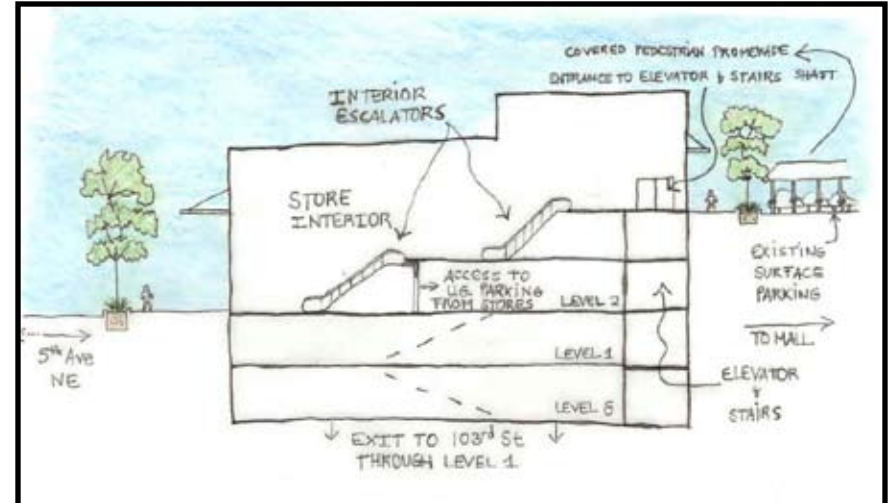 COVERED PEDESTRIAN PROMENADE
ENTRANCE TO ELEVATOR & STAIRS SHAFT
INTERIOR
ESCALATORS
STORE
INTERIOR
ACCESS TO
U.G. PARKING
FROM STORES
LEVEL 2
EXISTING
SURFACE
PARKING
TO MALL
5th Ave
NE
LEVEL 1
ELEVATOR
&
STAIRS
LEVEL
EXIT TO 103rd St
THROUGH LEVEL 1